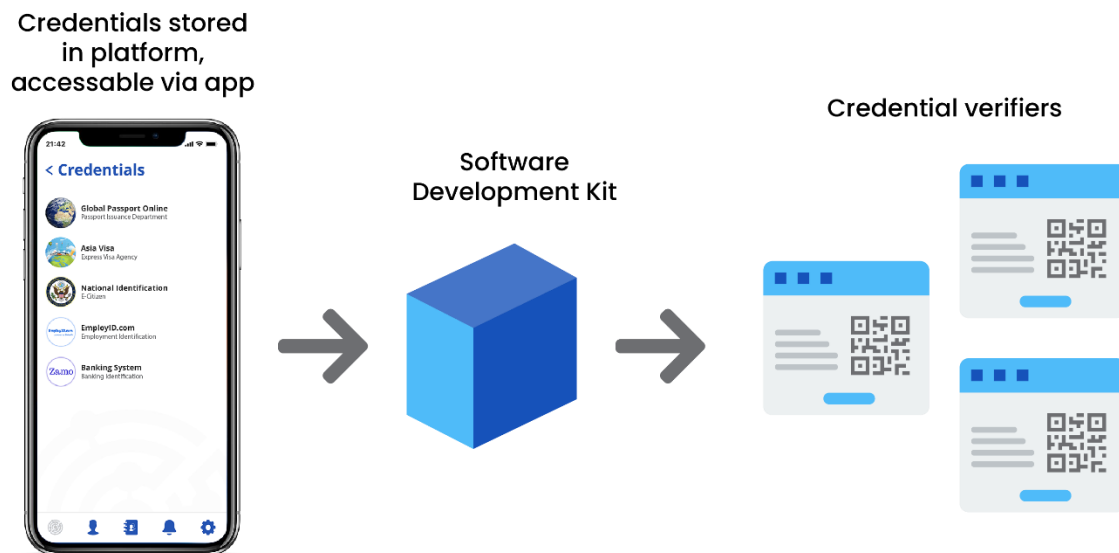 Credentials stored
in platform,
accessable via app
21:42
< Credentials
Global Passport Online
Passport Issuance Department
Asia Visa
Express Visa Agency
National Identification
E-Citizen
EmpleyID.com
Employment Identification
Zamo
Banking System
Banking Identification
Software
Development Kit
Credential verifiers